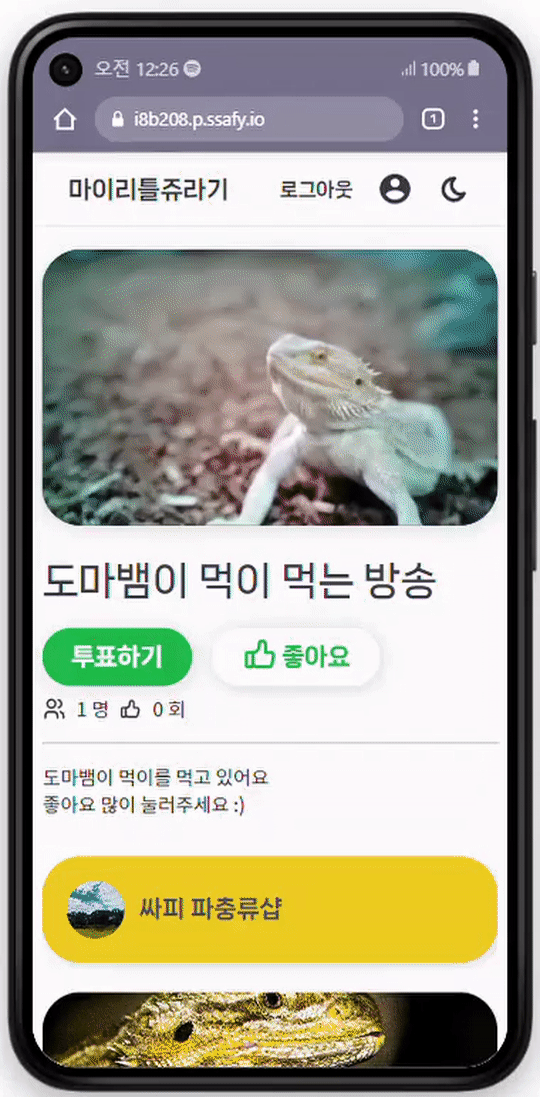 오전 12:26
100%
1
i8b208.p.ssafy.io
마이리틀쥬라기
로그아웃
도마뱀이 먹이 먹는 방송
투표하기
좋아요
1 명
0 회
도마뱀이 먹이를 먹고 있어요
좋아요 많이 눌러주세요 :)
싸피 파충류샵